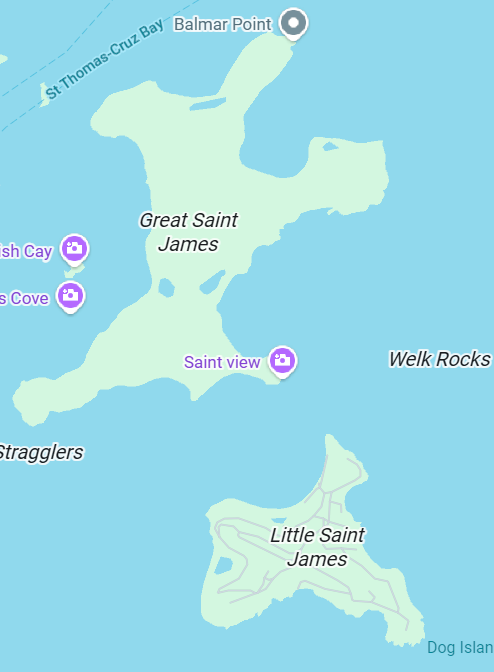 Balmar Point
St Thomas-Cruz Bay
Great Saint
James
ish Cay
s Cove
Saint view
Welk Rocks
Stragglers
Little Saint
James
Dog Islan